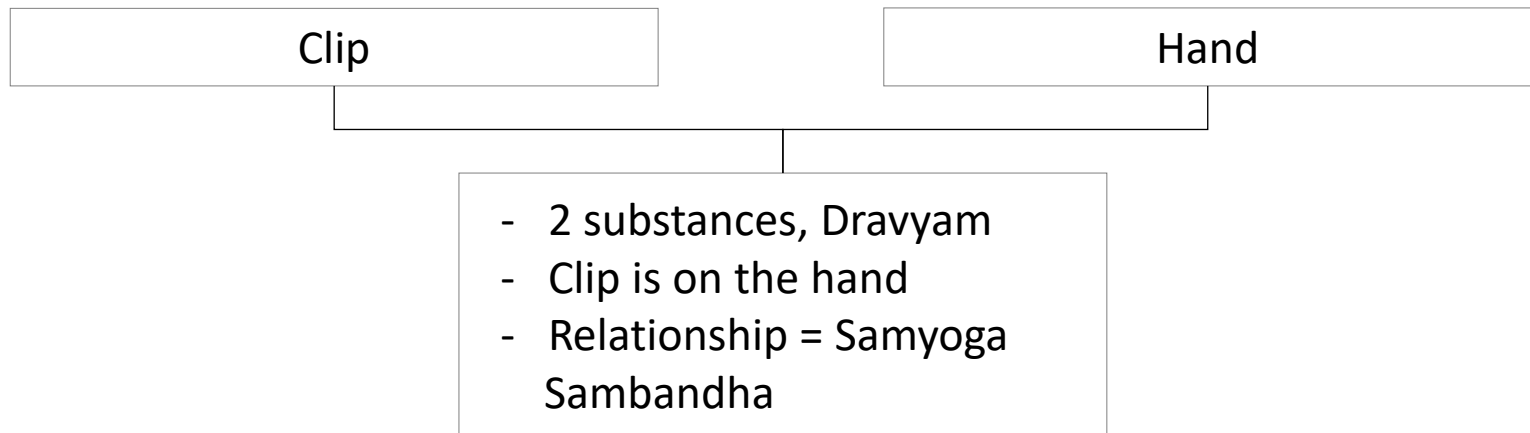 Clip
Hand
- 2 substances, Dravyam
- Clip is on the hand
- Relationship = Samyoga
Sambandha